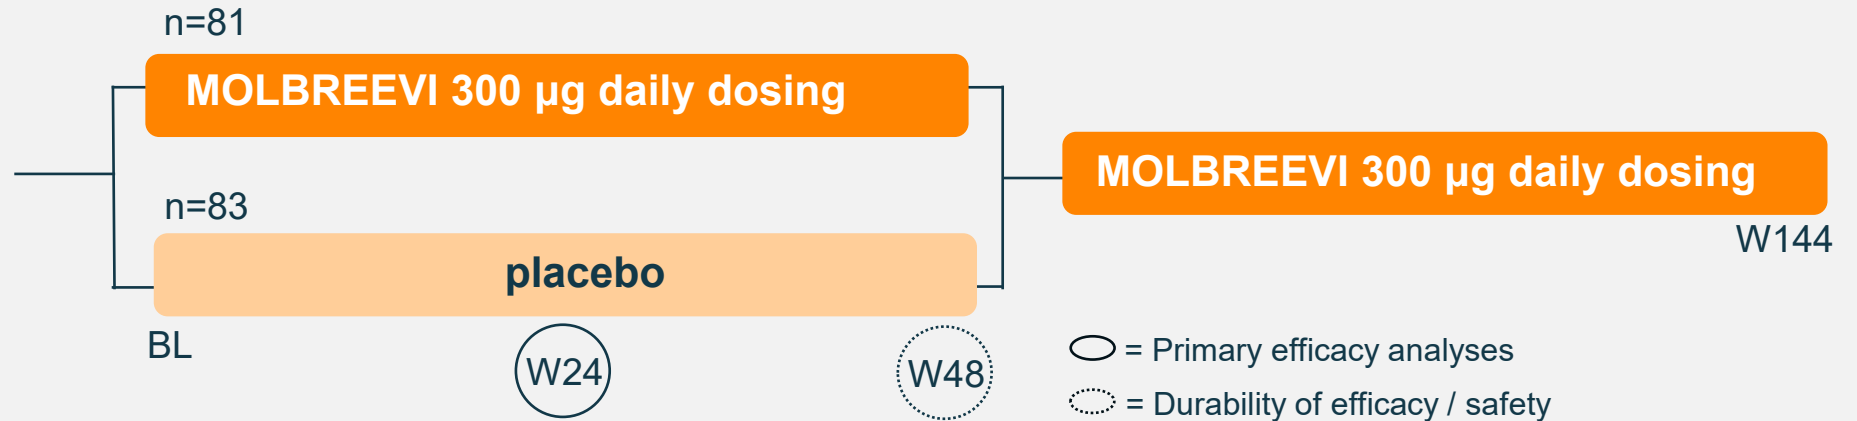 n=81
MOLBREEVI 300 µg daily dosing
MOLBREEVI 300 µg daily dosing
n=83
W144
placebo
BL
W24
W48
= Primary efficacy analyses
= Durability of efficacy / safety